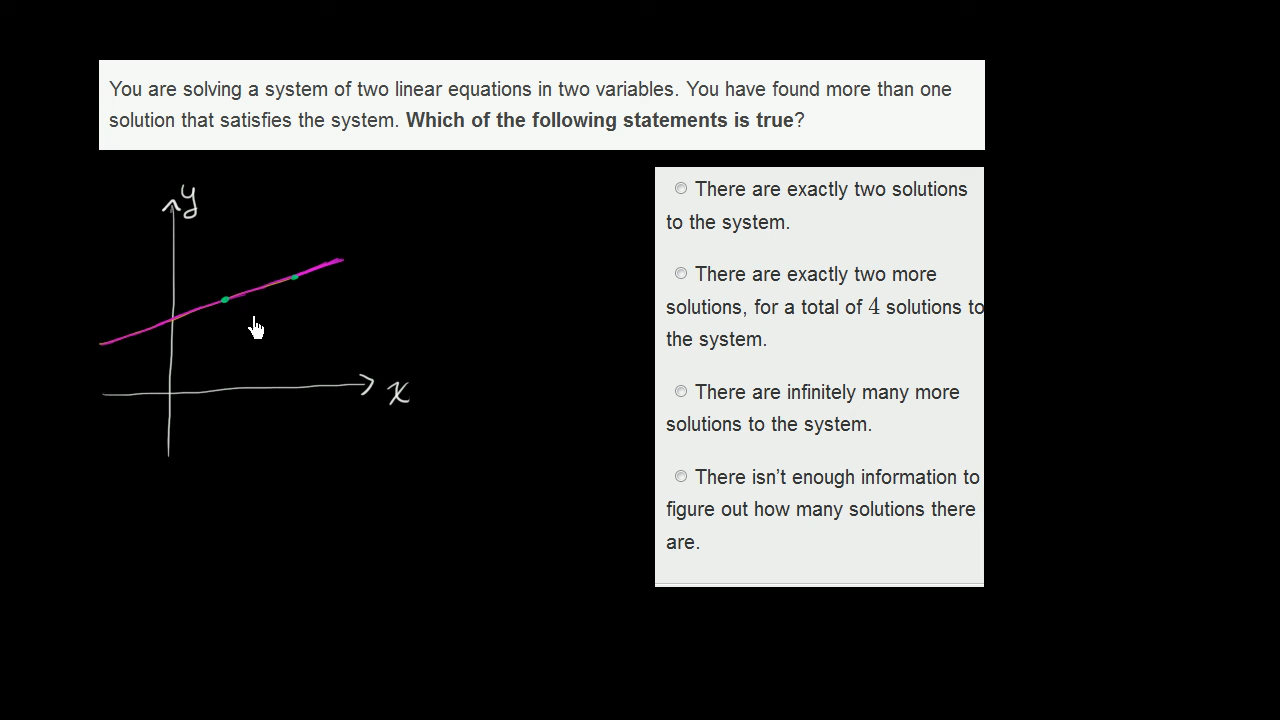 You are solving a system of two linear equations in two variables. You have found more than one
solution that satisfies the system. Which of the following statements is true?
y
x
There are exactly two solutions
to the system.
There are exactly two more
solutions, for a total of 4 solutions to
the system.
There are infinitely many more
solutions to the system.
There isn’t enough information to
figure out how many solutions there
are.